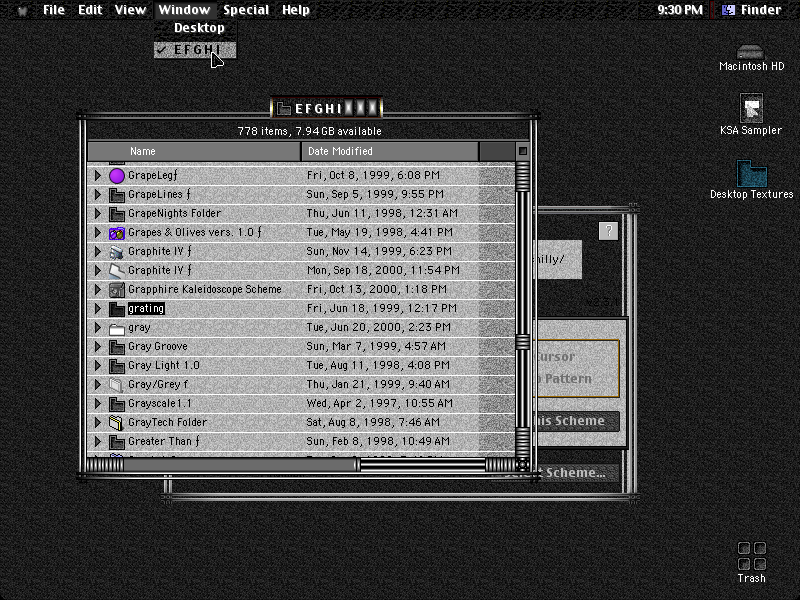 File Edit View Window Special Help 9:30 PM Finder
Desktop
✓ EFGHI
Macintosh HD
KSA Sampler
Desktop Textures
EFGHI
778 items, 7.94 GB available
Name Date Modified
GrapeLegƒ Fri, Oct 8, 1999, 6:08 PM
GrapeLines ƒ Sun, Sep 5, 1999, 9:55 PM
GrapeNights Folder Thu, Jun 11, 1998, 12:31 AM
Grapes & Olives vers. 1.0 ƒ Tue, May 19, 1998, 4:41 PM
Graphite IV ƒ Sun, Nov 14, 1999, 6:23 PM
Graphite IV ƒ Mon, Sep 18, 2000, 11:54 PM
Grapphire Kaleidoscope Scheme Fri, Oct 13, 2000, 1:18 PM
grating Fri, Jun 18, 1999, 12:17 PM
gray Tue, Jun 20, 2000, 2:23 PM
Gray Groove Sun, Mar 7, 1999, 4:57 AM
Gray Light 1.0 Tue, Aug 11, 1998, 4:08 PM
Gray/Grey f Thu, Jan 21, 1999, 9:40 AM
Grayscale1.1 Wed, Apr 2, 1997, 10:55 AM
GrayTech Folder Sat, Aug 8, 1998, 7:46 AM
Greater Than ƒ Sun, Feb 8, 1998, 10:49 AM
?
hilly/
Cursor
Pattern
his Scheme
Scheme...
Trash